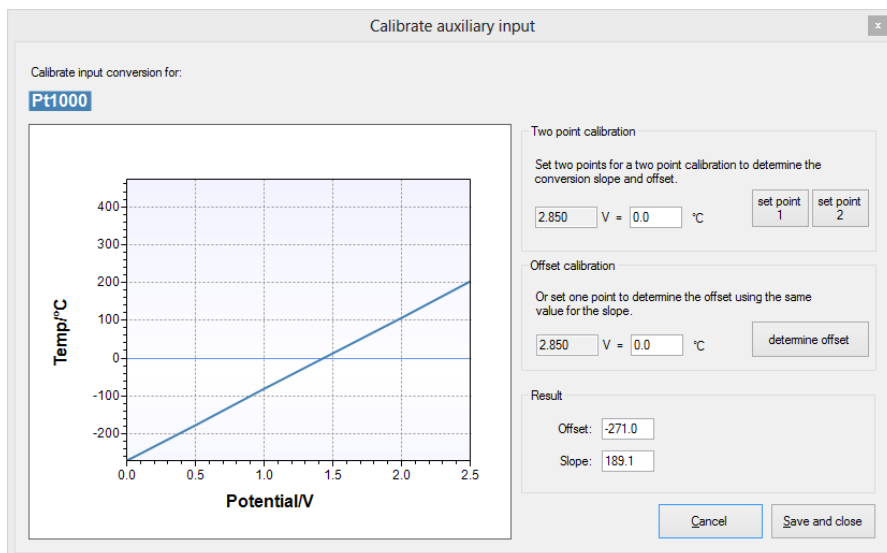 Calibrate auxiliary input
x
Calibrate input conversion for:
Pt1000
Temp/°C
400
300
200
100
0
-100
-200
0.0 0.5 1.0 1.5 2.0 2.5
Potential/V
Two point calibration
Set two points for a two point calibration to determine the
conversion slope and offset.
2.850 V = 0.0 °C
set point
1
set point
2
Offset calibration
Or set one point to determine the offset using the same
value for the slope.
2.850 V = 0.0 °C
determine offset
Result
Offset: -271.0
Slope: 189.1
Cancel
Save and close